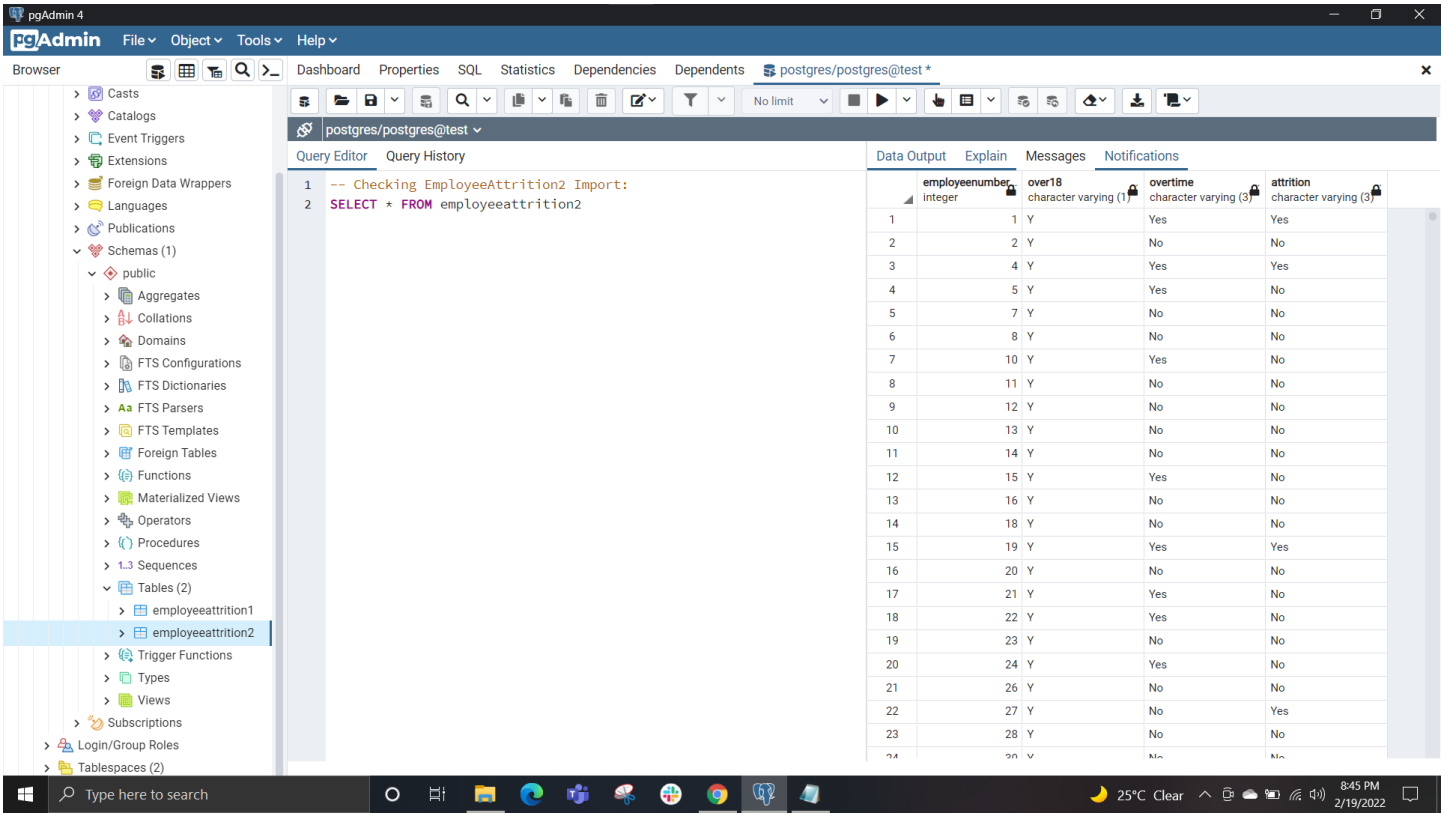 pgAdmin 4
pgAdmin File Object Tools Help
Browser
Dashboard Properties SQL Statistics Dependencies Dependents postgres/postgres@test *
No limit
postgres/postgres@test
Casts
Catalogs
Event Triggers
Extensions
Foreign Data Wrappers
Languages
Publications
Schemas (1)
public
Aggregates
Collations
Domains
FTS Configurations
FTS Dictionaries
Aa FTS Parsers
FTS Templates
Foreign Tables
Functions
Materialized Views
Operators
Procedures
1..3 Sequences
Tables (2)
employeeattrition1
employeeattrition2
Trigger Functions
Types
Views
Subscriptions
Login/Group Roles
Tablespaces (2)
Query Editor Query History
1 -- Checking EmployeeAttrition2 Import:
2 SELECT * FROM employeeattrition2
Data Output Explain Messages Notifications
employeenumber over18 overtime attrition
integer character varying (1) character varying (3) character varying (3)
1 1 Y Yes Yes
2 2 Y No No
3 4 Y Yes Yes
4 5 Y Yes No
5 7 Y No No
6 8 Y No No
7 10 Y Yes No
8 11 Y No No
9 12 Y No No
10 13 Y No No
11 14 Y No No
12 15 Y Yes No
13 16 Y No No
14 18 Y No No
15 19 Y Yes Yes
16 20 Y No No
17 21 Y Yes No
18 22 Y Yes No
19 23 Y No No
20 24 Y Yes No
21 26 Y No No
22 27 Y No Yes
23 28 Y No No
24 30 Y No No
Type here to search
25°C Clear
8:45 PM
2/19/2022